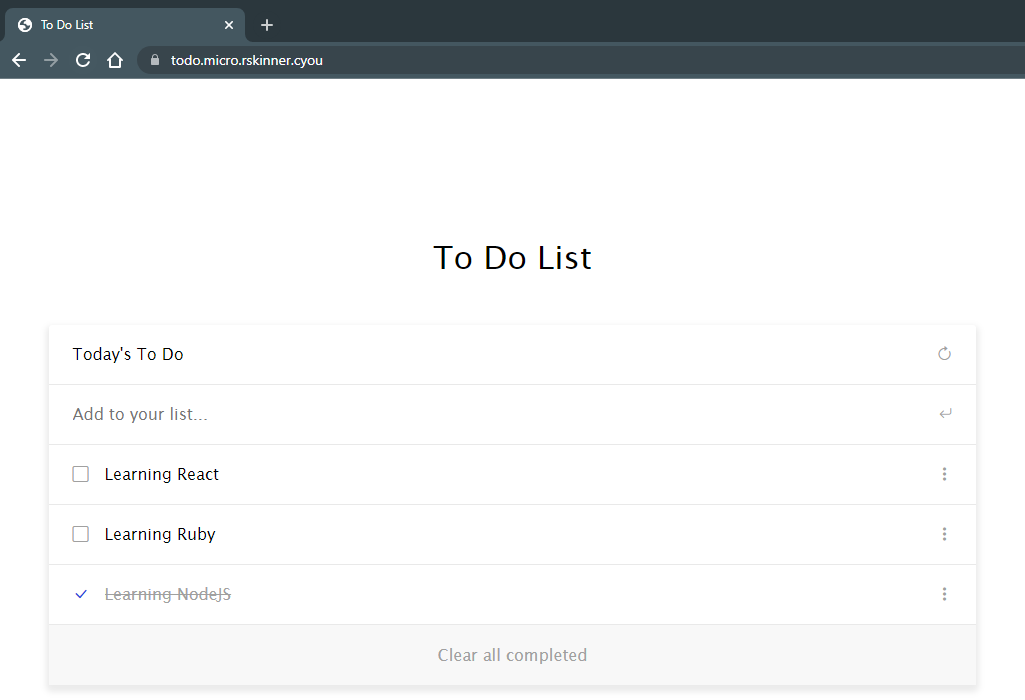 To Do List
todo.micro.rskinner.cyou
To Do List
Today's To Do
Add to your list...
Learning React
Learning Ruby
Learning NodeJS
Clear all completed